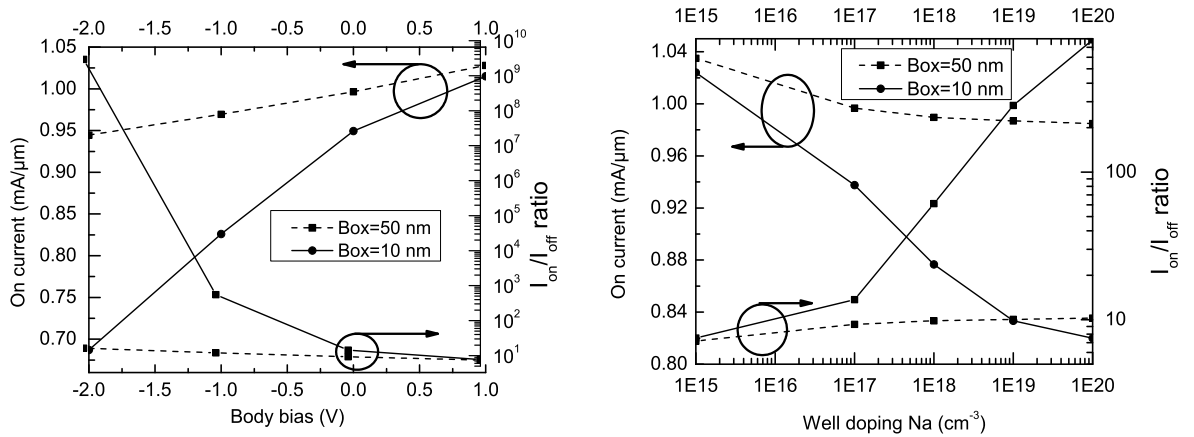 -2.0 -1.5 -1.0 -0.5 0.0 0.5 1.0
1.05
1.00
0.95
0.90
0.85
0.80
0.75
0.70
On current (mA/μm)
10^10
10^9
10^8
10^7
10^6
10^5
10^4
10^3
10^2
10^1
I_on/I_off ratio
Box=50 nm
Box=10 nm
-2.0 -1.5 -1.0 -0.5 0.0 0.5 1.0
Body bias (V)
1E15 1E16 1E17 1E18 1E19 1E20
1.04
1.00
0.96
0.92
0.88
0.84
0.80
On current (mA/μm)
Box=50 nm
Box=10 nm
100
10
I_on/I_off ratio
1E15 1E16 1E17 1E18 1E19 1E20
Well doping Na (cm^-3)